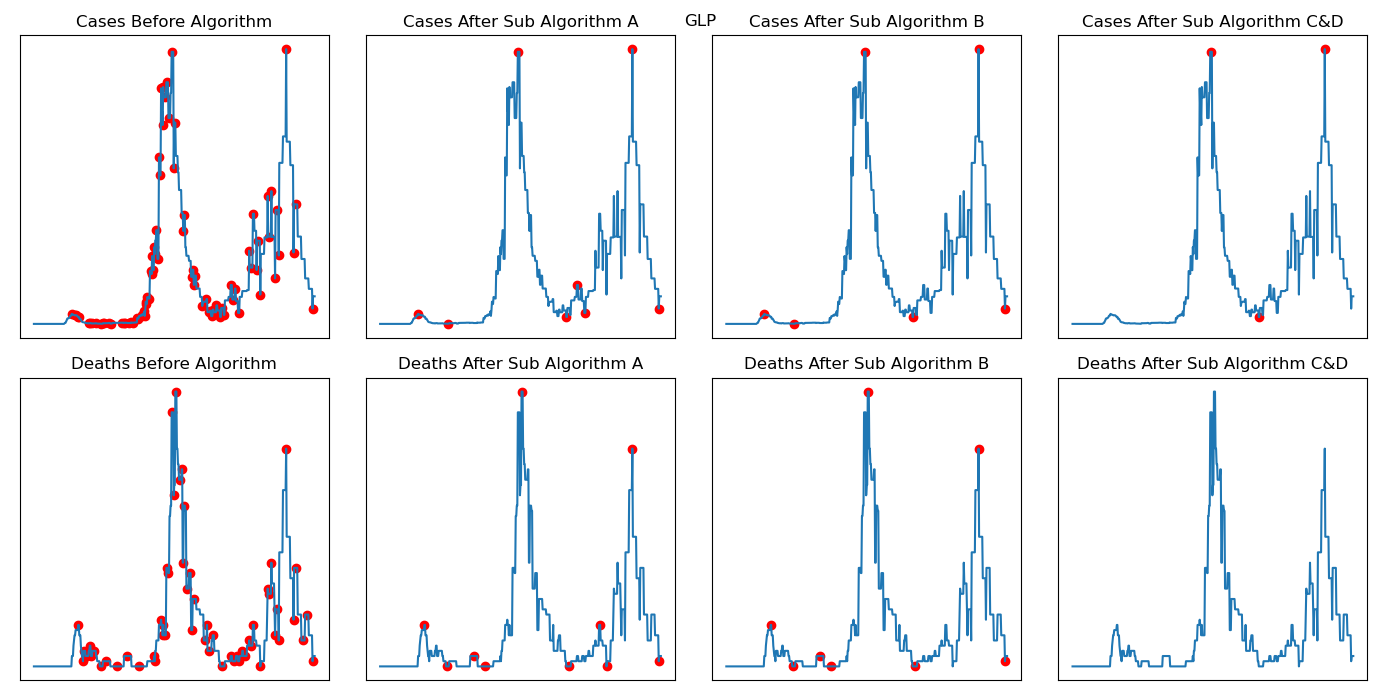 GLP
Cases Before Algorithm
Cases After Sub Algorithm A
Cases After Sub Algorithm B
Cases After Sub Algorithm C&D
Deaths Before Algorithm
Deaths After Sub Algorithm A
Deaths After Sub Algorithm B
Deaths After Sub Algorithm C&D